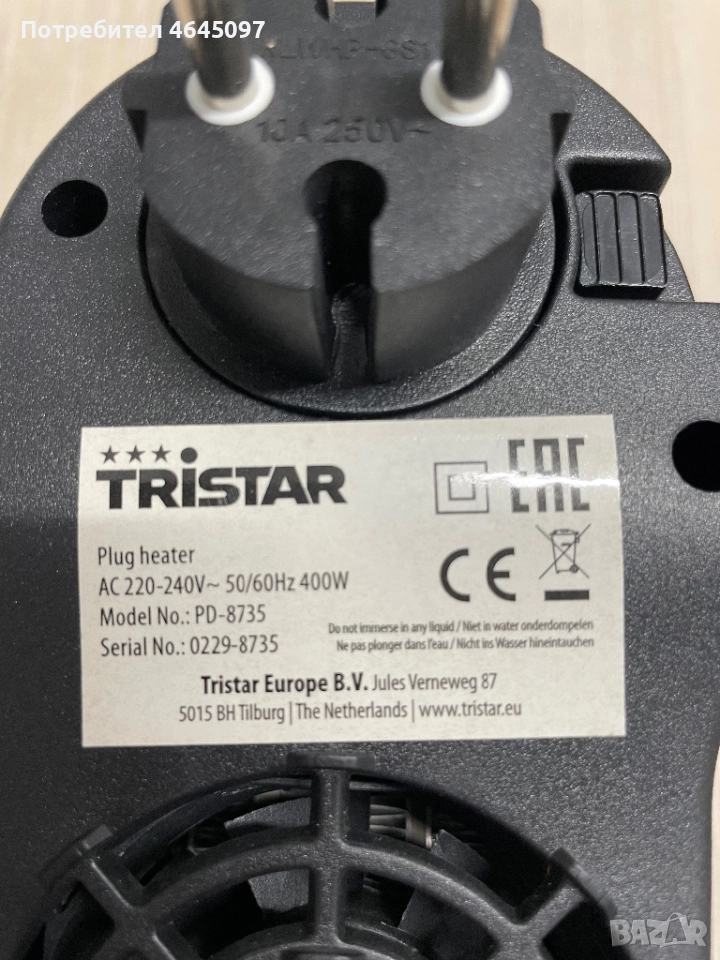 Потребител 4645097
10A 250V~
TRISTAR
EAC
Plug heater
AC 220-240V~ 50/60Hz 400W
Model No.: PD-8735
Serial No.: 0229-8735
CE
Do not immerse in any liquid / Niet in water onderdompelen
Ne pas plonger dans l'eau / Nicht ins Wasser hineintauchen
Tristar Europe B.V. Jules Verneweg 87
5015 BH Tilburg | The Netherlands | www.tristar.eu
BAZAR